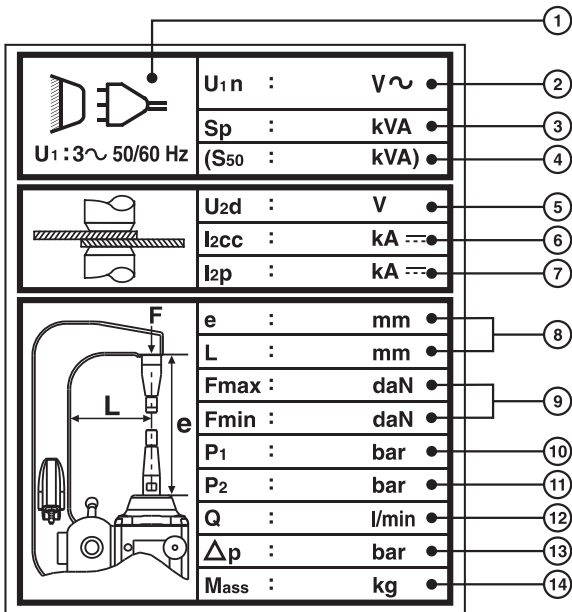 1
U1n : V~ 2
Sp : kVA 3
U1 : 3~ 50/60 Hz (S50 : kVA) 4
U2d : V 5
I2cc : kA ⎓ 6
I2p : kA ⎓ 7
F e : mm
L : mm 8
L e Fmax : daN
Fmin : daN 9
P1 : bar 10
P2 : bar 11
Q : l/min 12
Δp : bar 13
Mass : kg 14